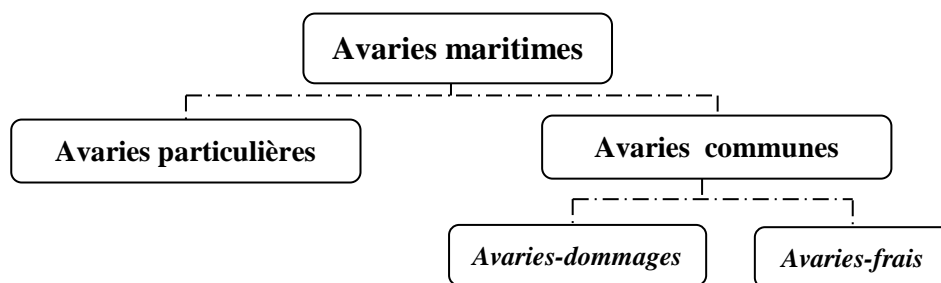 Avaries maritimes
Avaries particulières
Avaries communes
Avaries-dommages
Avaries-frais